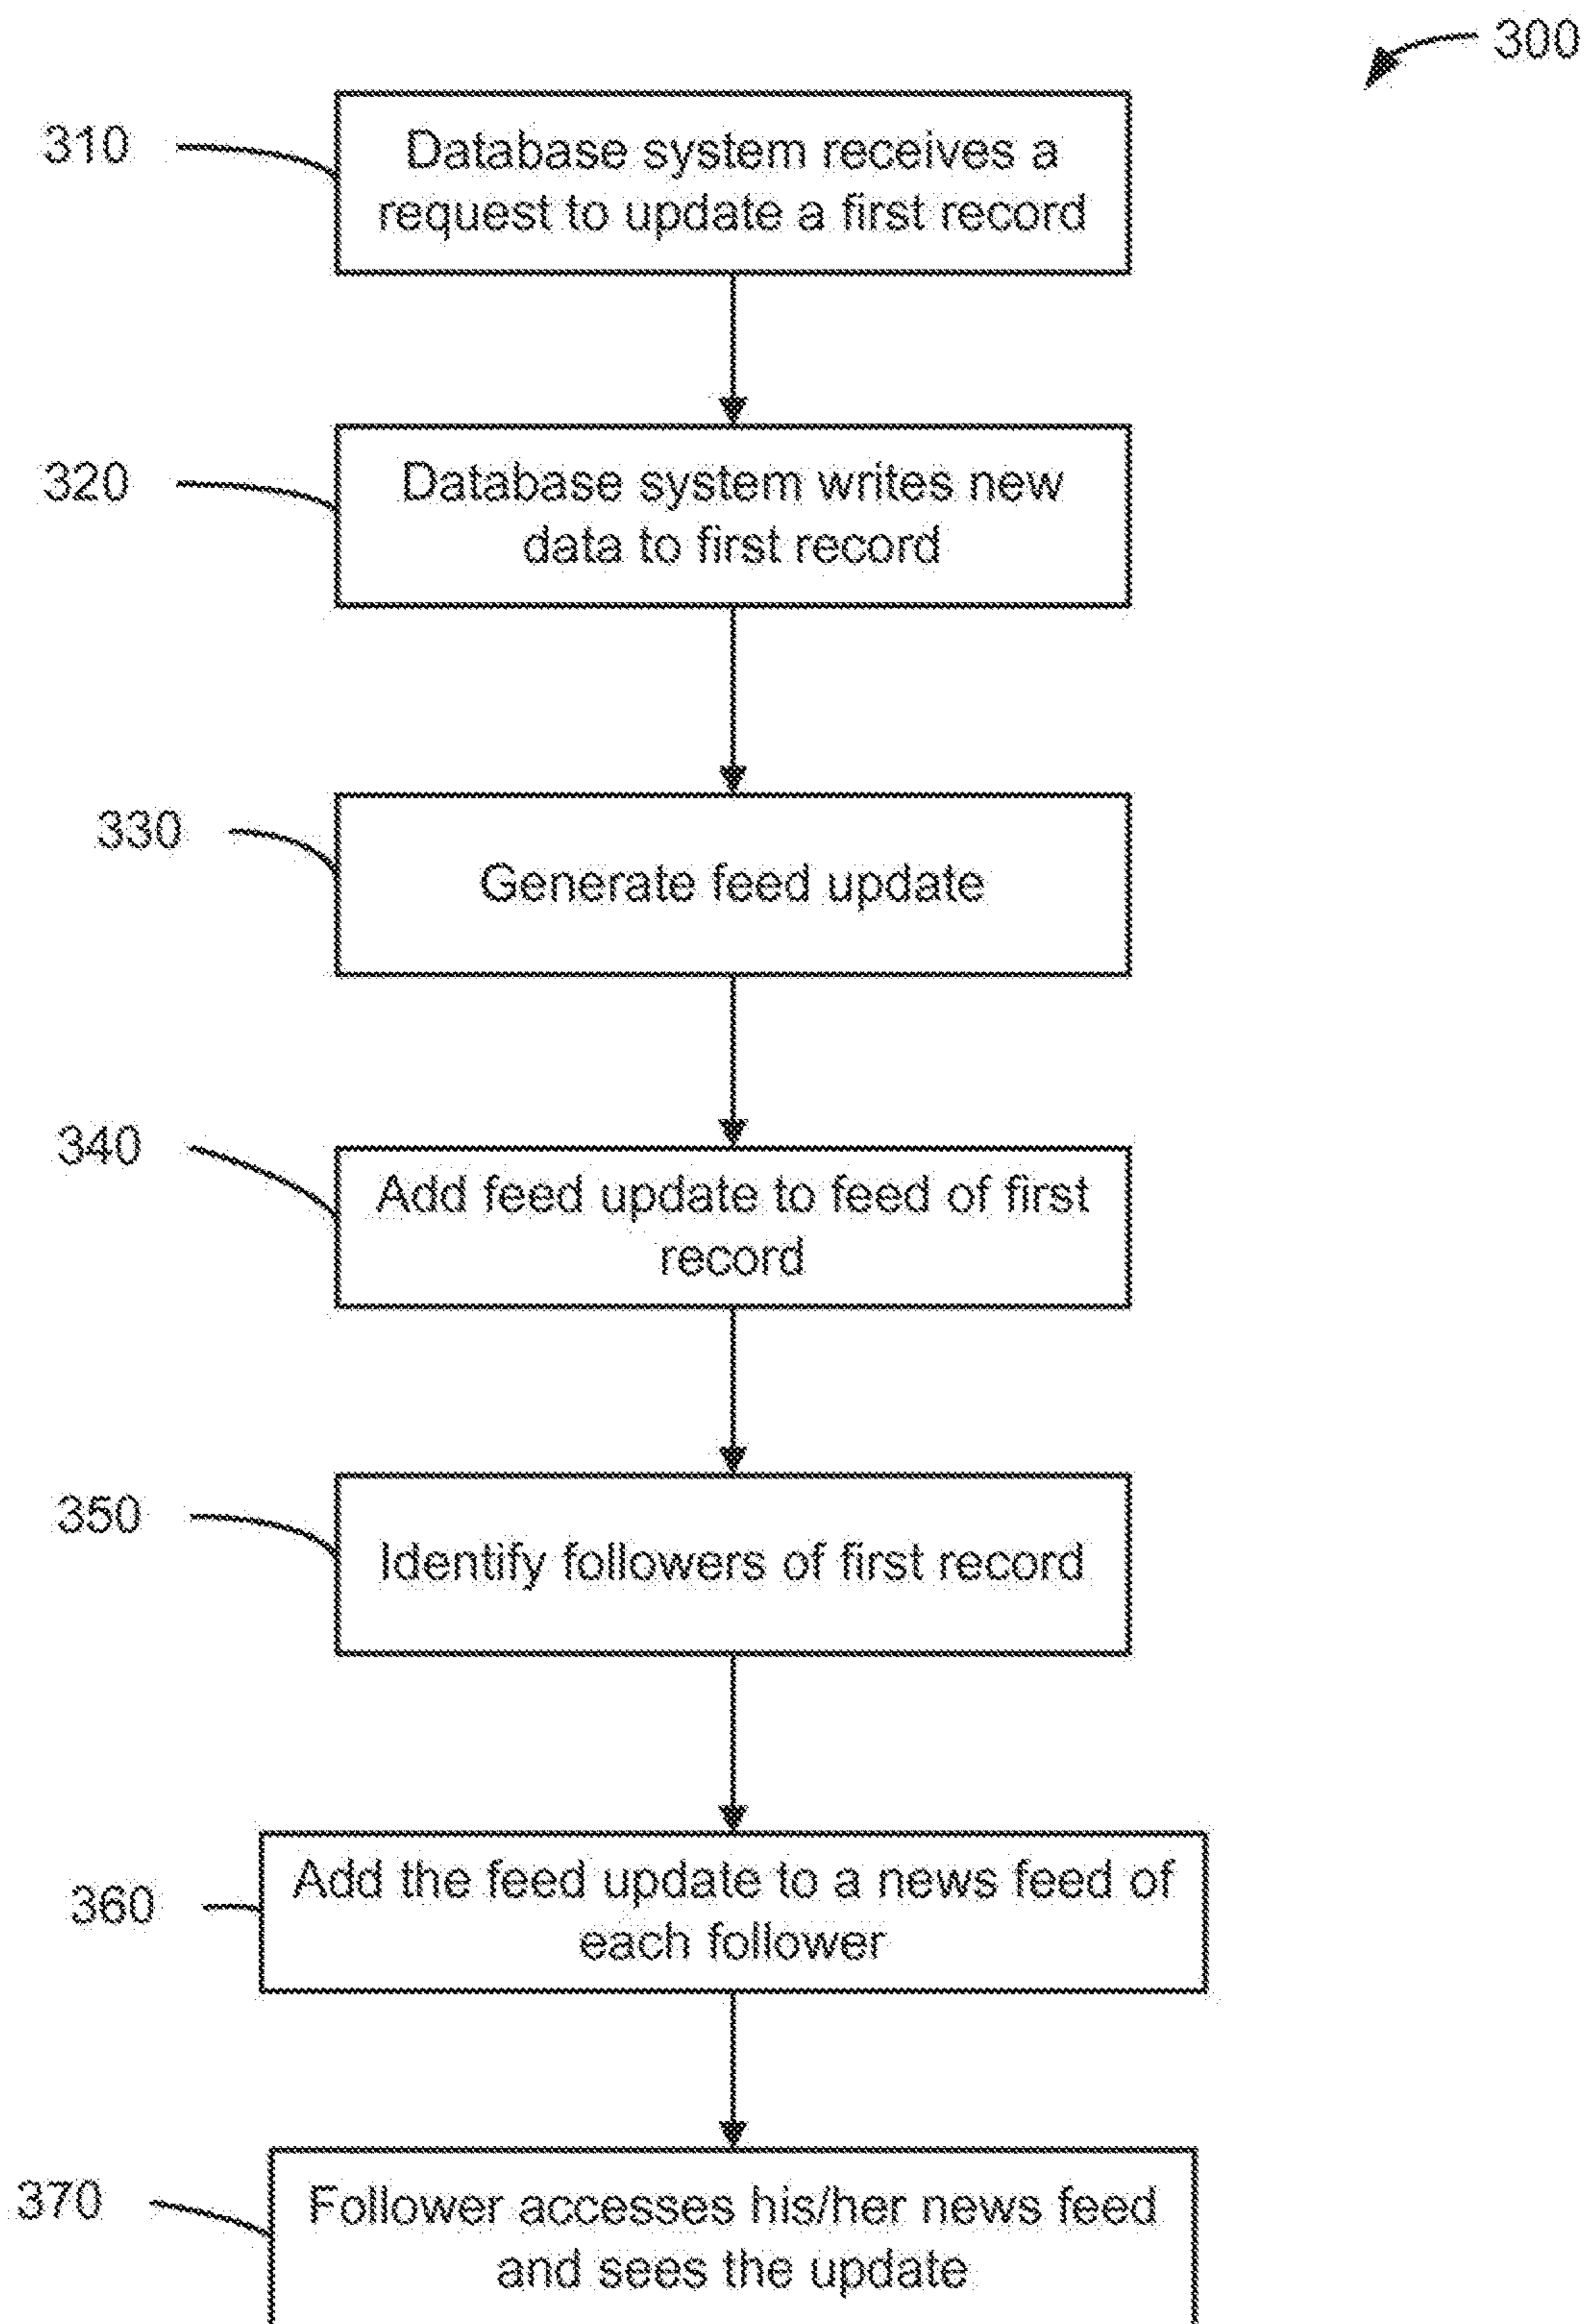 300
310
Database system receives a
request to update a first record
320
Database system writes new
data to first record
330
Generate feed update
340
Add feed update to feed of first
record
350
Identify followers of first record
360
Add the feed update to a news feed of
each follower
370
Follower accesses his/her news feed
and sees the update